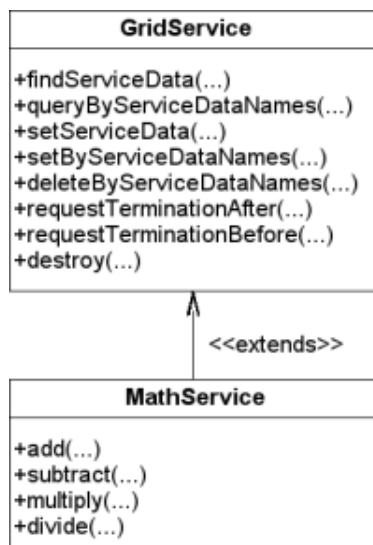 GridService
+findServiceData(...)
+queryByServiceDataNames(...)
+setServiceData(...)
+setByServiceDataNames(...)
+deleteByServiceDataNames(...)
+requestTerminationAfter(...)
+requestTerminationBefore(...)
+destroy(...)
<<extends>>
MathService
+add(...)
+subtract(...)
+multiply(...)
+divide(...)